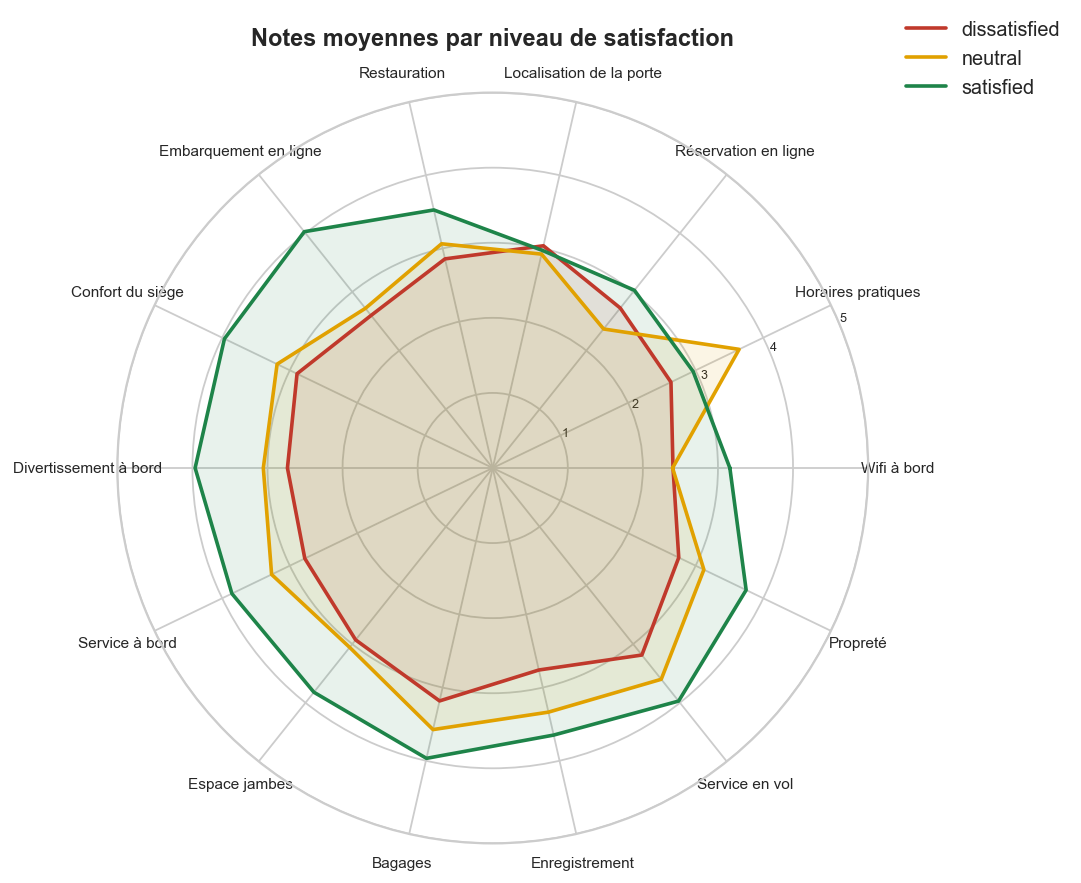 Notes moyennes par niveau de satisfaction
dissatisfied
neutral
satisfied
Restauration
Localisation de la porte
Embarquement en ligne
Réservation en ligne
Confort du siège
Horaires pratiques
5
4
3
2
1
Divertissement à bord
Wifi à bord
Service à bord
Propreté
Espace jambes
Service en vol
Bagages
Enregistrement